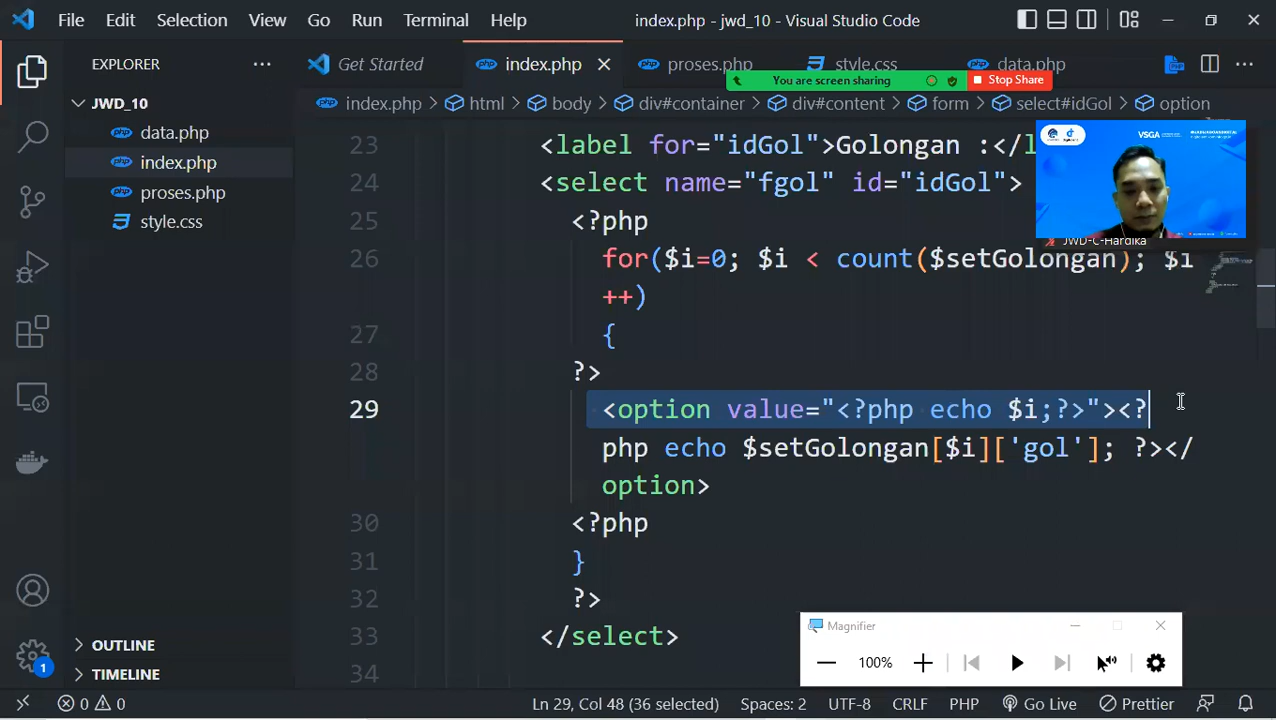 File Edit Selection View Go Run Terminal Help index.php - jwd_10 - Visual Studio Code
EXPLORER
Get Started index.php proses.php style.css data.php
You are screen sharing Stop Share
JWD_10
index.php > html > body > div#container > div#content > form > select#idGol > option
data.php
index.php
proses.php
style.css
23 <label for="idGol">Golongan :</l
24 <select name="fgol" id="idGol">
25 <?php
26 for($i=0; $i < count($setGolongan); $i
++)
27 {
28 ?>
29 <option value="<?php echo $i;?>"><?
php echo $setGolongan[$i]['gol']; ?></
option>
30 <?php
31 }
32 ?>
33 </select>
34
VSGA
JWD-C-Hardika
OUTLINE
TIMELINE
1
Magnifier
100%
0 0 Ln 29, Col 48 (36 selected) Spaces: 2 UTF-8 CRLF PHP Go Live Prettier